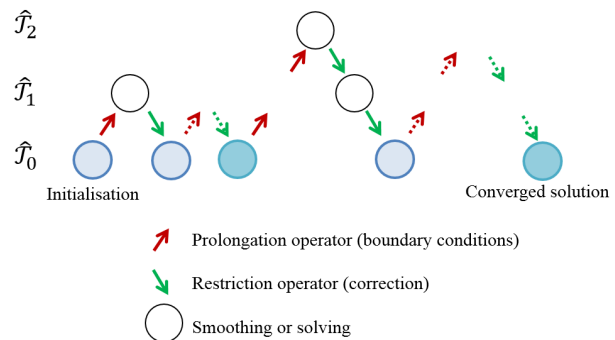 𝒯̂₂
𝒯̂₁
𝒯̂₀
Initialisation
Converged solution
Prolongation operator (boundary conditions)
Restriction operator (correction)
Smoothing or solving